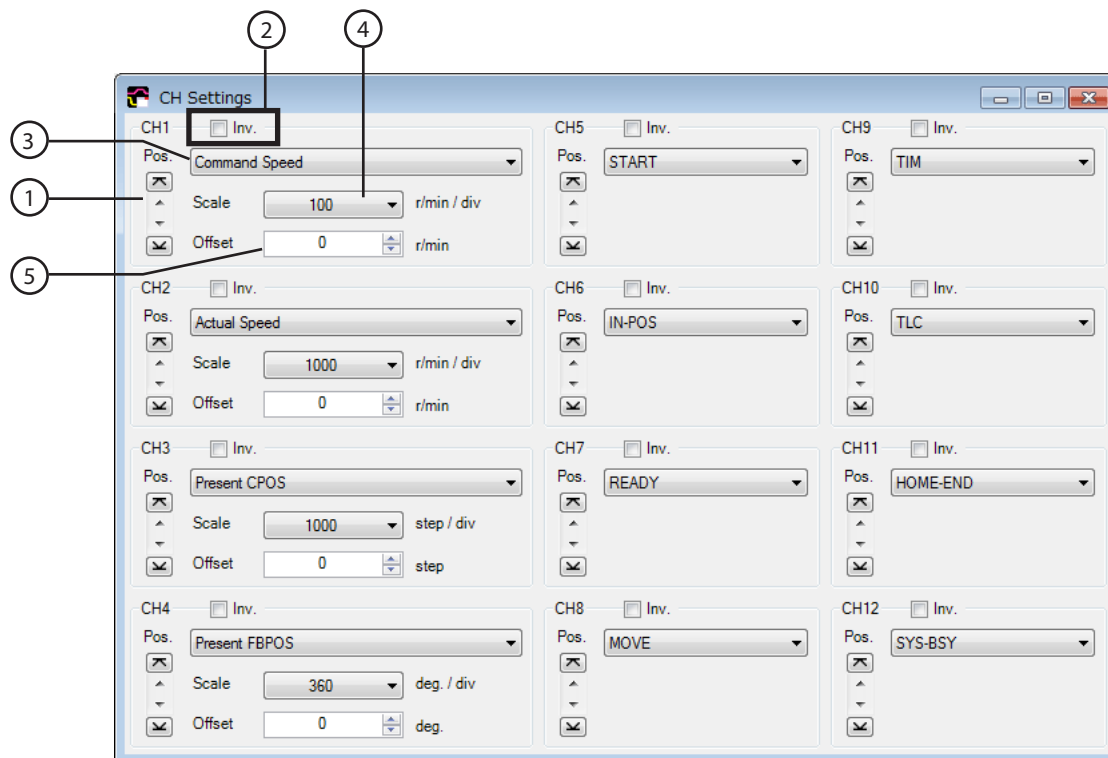 2 4
CH Settings
3
1
5
CH1 Inv.
Pos. Command Speed
Scale 100 r/min / div
Offset 0 r/min
CH2 Inv.
Pos. Actual Speed
Scale 1000 r/min / div
Offset 0 r/min
CH3 Inv.
Pos. Present CPOS
Scale 1000 step / div
Offset 0 step
CH4 Inv.
Pos. Present FBPOS
Scale 360 deg. / div
Offset 0 deg.
CH5 Inv.
Pos. START
CH6 Inv.
Pos. IN-POS
CH7 Inv.
Pos. READY
CH8 Inv.
Pos. MOVE
CH9 Inv.
Pos. TIM
CH10 Inv.
Pos. TLC
CH11 Inv.
Pos. HOME-END
CH12 Inv.
Pos. SYS-BSY